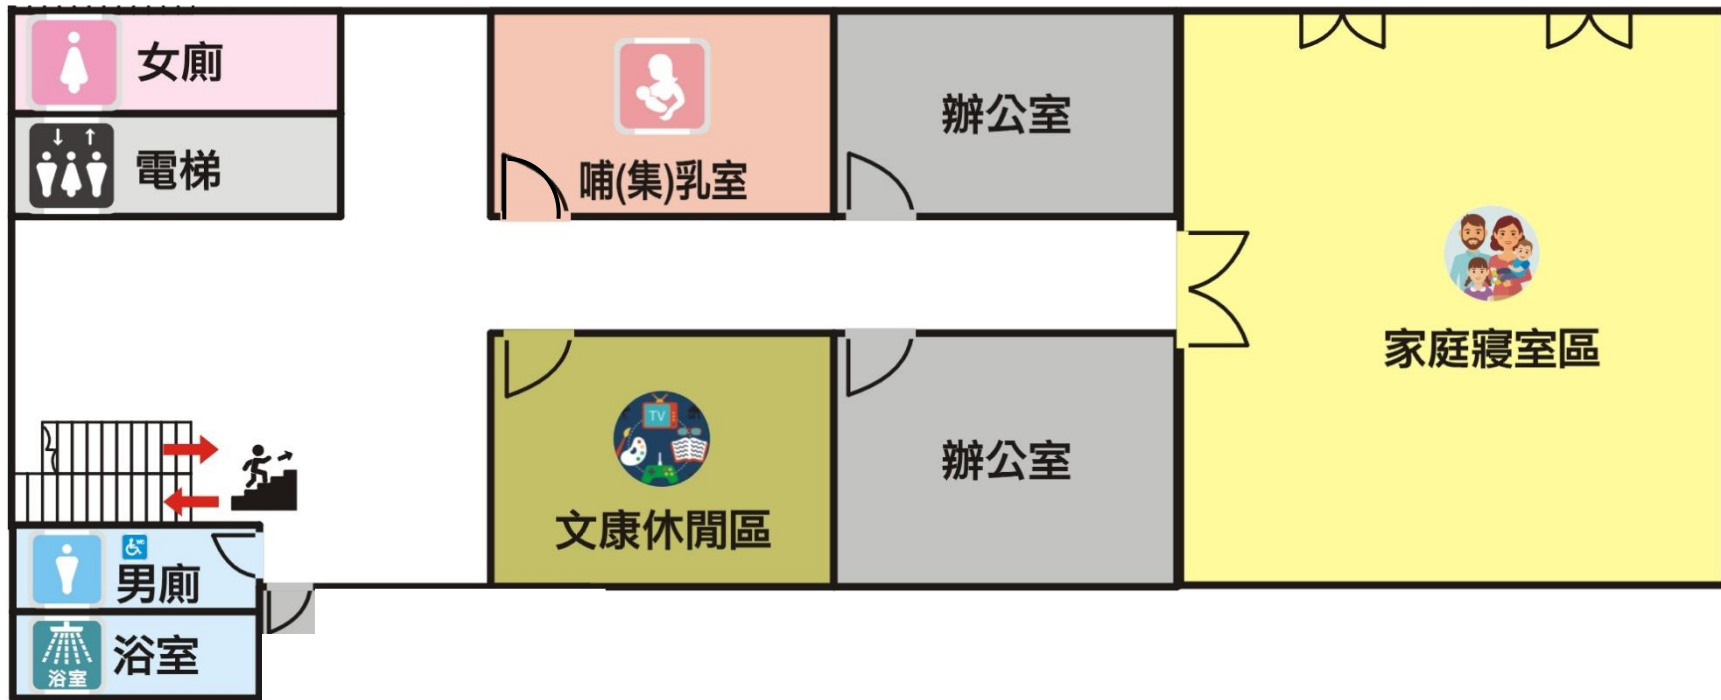 女廁
電梯
哺(集)乳室
辦公室
家庭寢室區
TV
文康休閒區
辦公室
男廁
浴室
浴室